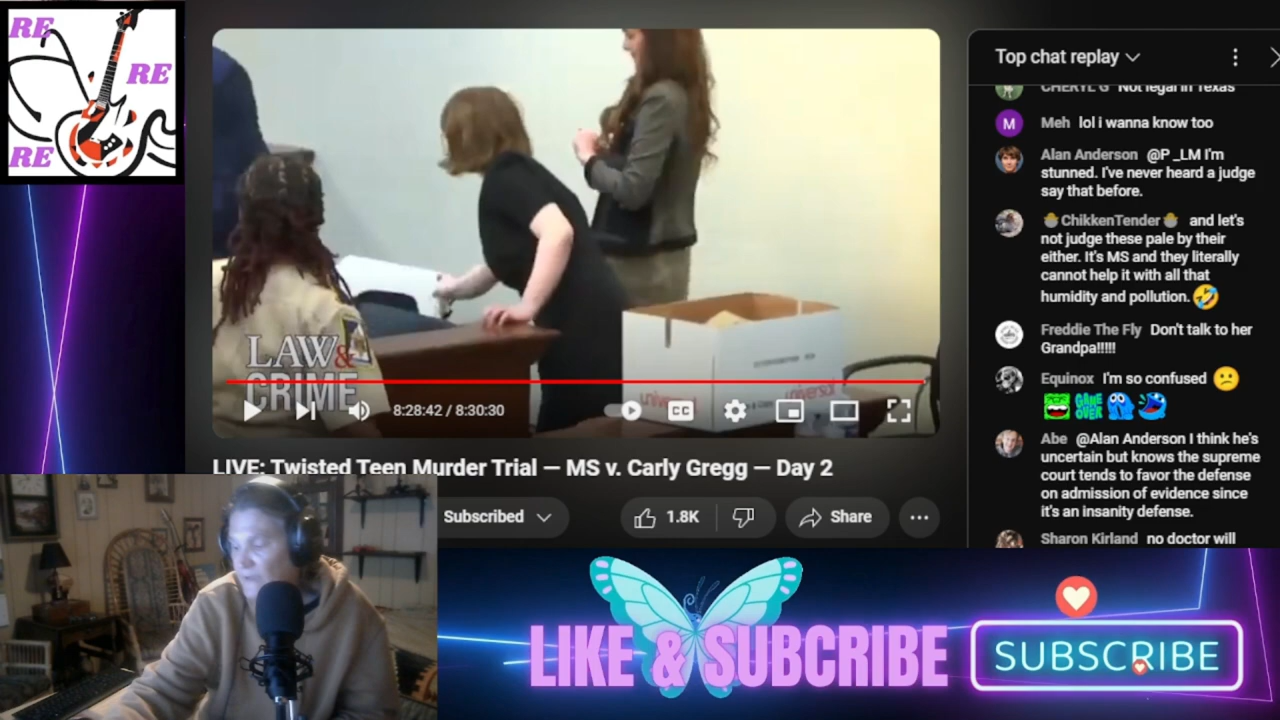 RE
RE
RE
LAW&
CRIME
universal
8:28:42 / 8:30:30
CC
LIVE: Twisted Teen Murder Trial — MS v. Carly Gregg — Day 2
Subscribed
1.8K
Share
Top chat replay
CHERYL G Not legal in Texas
M
Meh lol i wanna know too
Alan Anderson @P _LM I'm
stunned. I've never heard a judge
say that before.
ChikkenTender and let's
not judge these pale by their
either. It's MS and they literally
cannot help it with all that
humidity and pollution.
Freddie The Fly Don't talk to her
Grandpa!!!!!
Equinox I'm so confused
GAME
OVER
Abe @Alan Anderson I think he's
uncertain but knows the supreme
court tends to favor the defense
on admission of evidence since
it's an insanity defense.
Sharon Kirland no doctor will
LIKE & SUBCRIBE
SUBSCRIBE